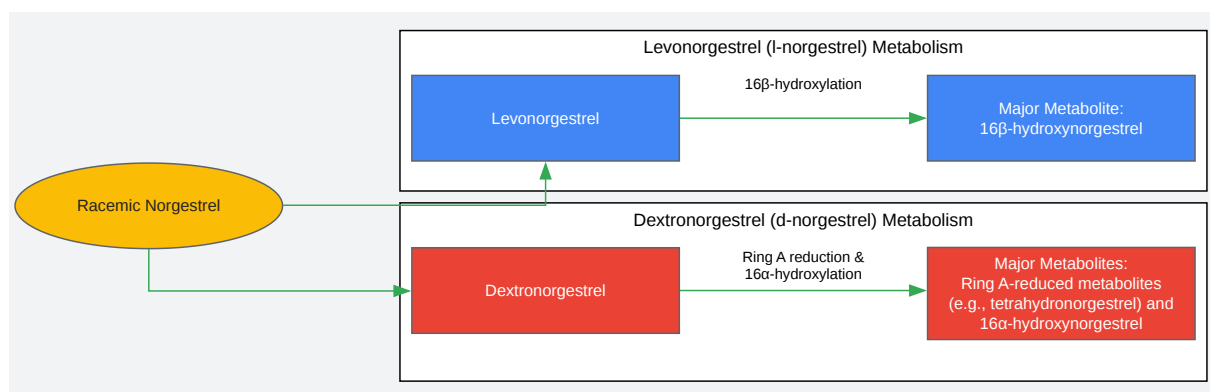 Levonorgestrel (l-norgestrel) Metabolism
Levonorgestrel
16β-hydroxylation
Major Metabolite:
16β-hydroxynorgestrel
Racemic Norgestrel
Dextronorgestrel (d-norgestrel) Metabolism
Dextronorgestrel
Ring A reduction &
16α-hydroxylation
Major Metabolites:
Ring A-reduced metabolites
(e.g., tetrahydronorgestrel) and
16α-hydroxynorgestrel